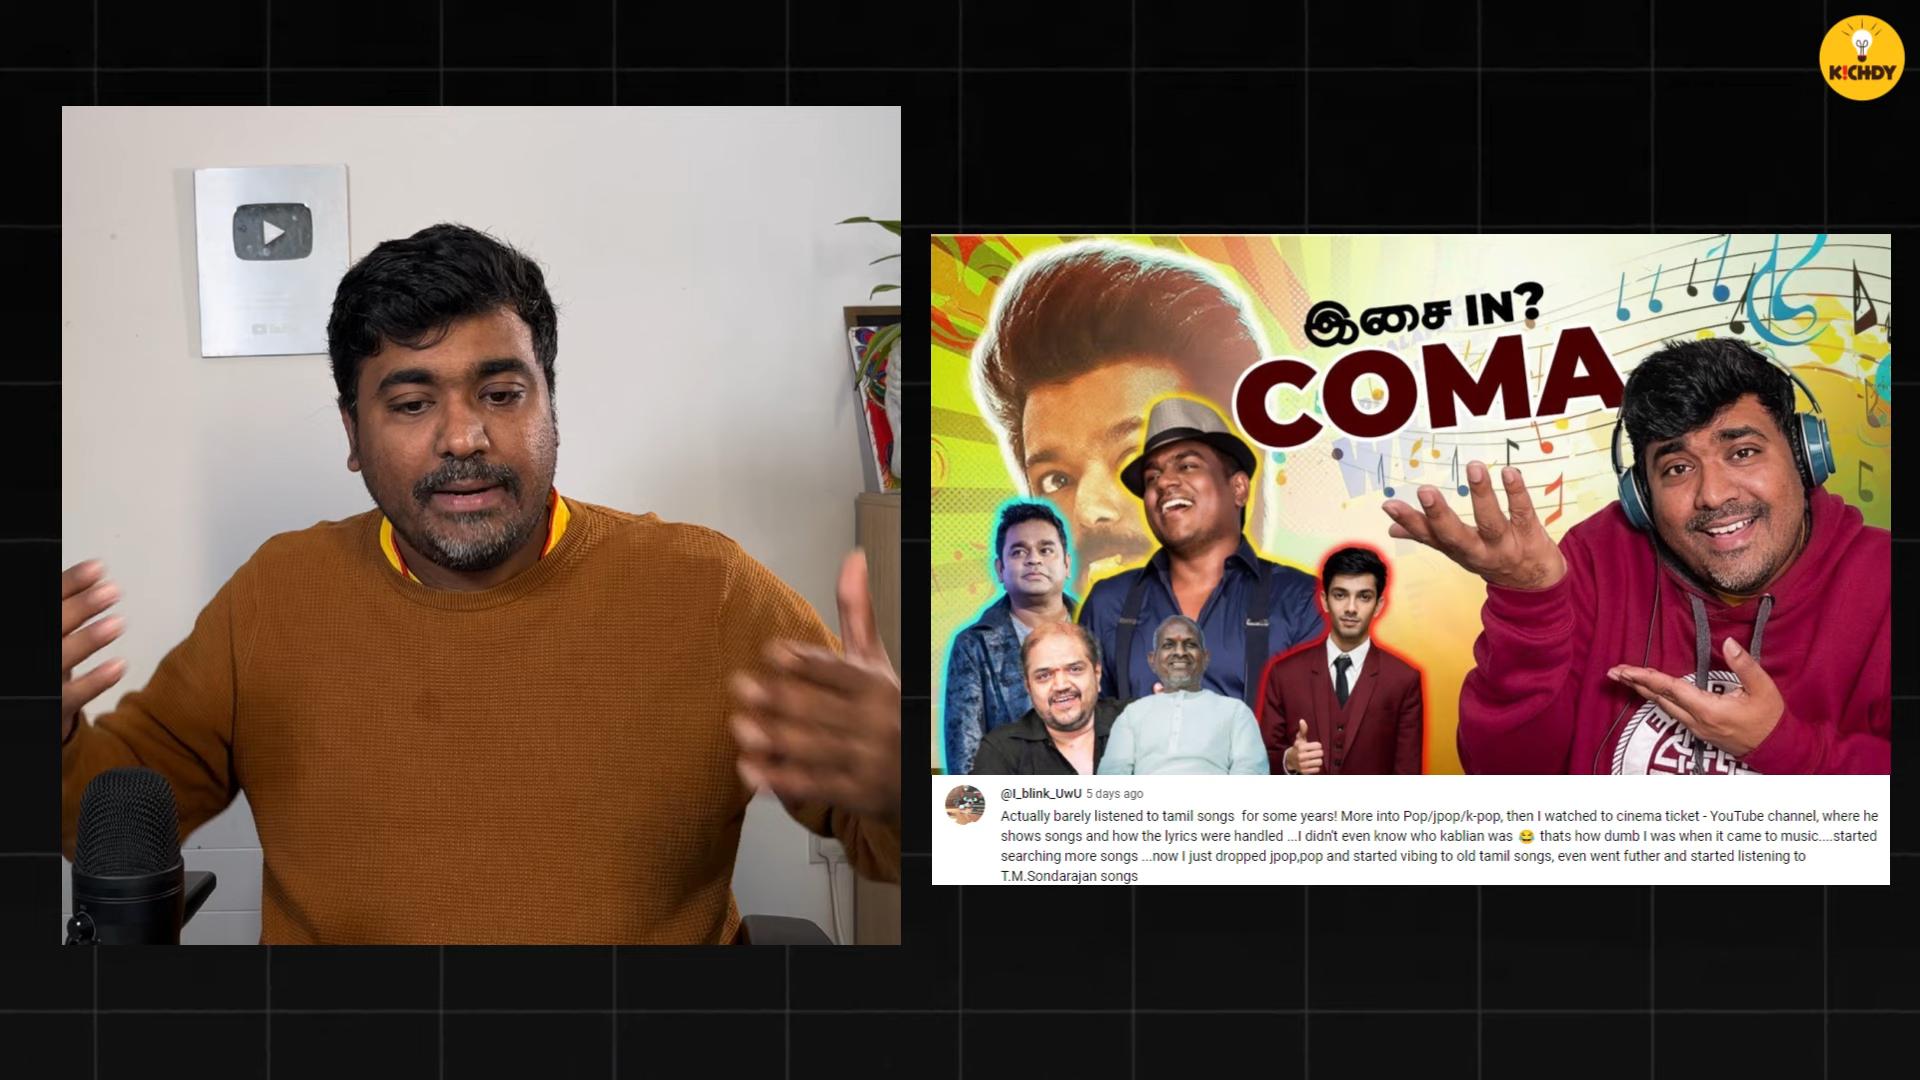 K!CHDY
இசை IN?
COMA
@I_blink_UwU 5 days ago
Actually barely listened to tamil songs for some years! More into Pop/jpop/k-pop, then I watched to cinema ticket - YouTube channel, where he
shows songs and how the lyrics were handled ...I didn't even know who kablian was 😂 thats how dumb I was when it came to music....started
searching more songs ...now I just dropped jpop,pop and started vibing to old tamil songs, even went futher and started listening to
T.M.Sondarajan songs